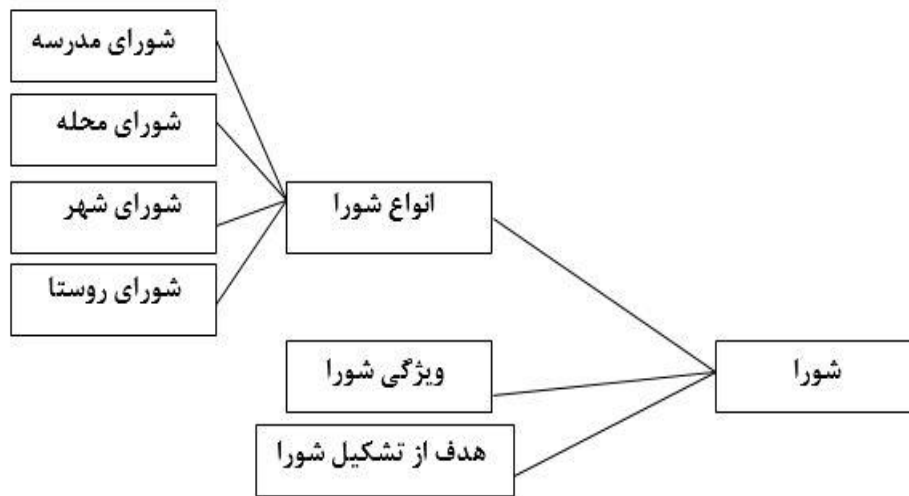 شورا
انواع شورا
شورای مدرسه
شورای محله
شورای شهر
شورای روستا
ویژگی شورا
هدف از تشکیل شورا